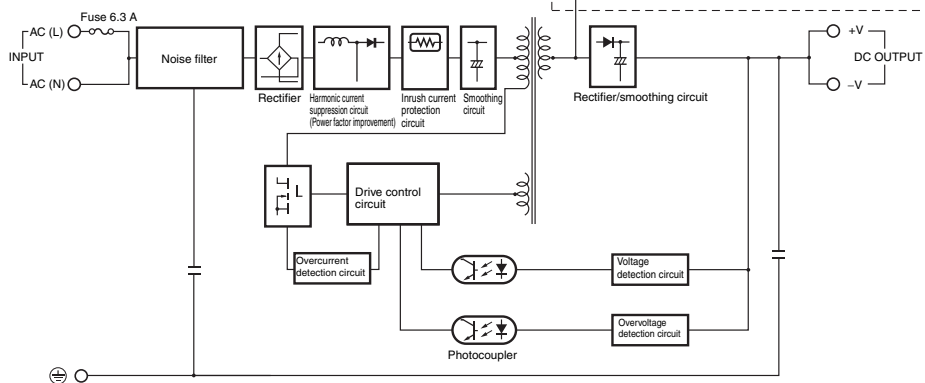 Fuse 6.3 A
AC (L)
INPUT
AC (N)
Noise filter
Rectifier
Harmonic current
suppression circuit
(Power factor improvement)
Inrush current
protection
circuit
Smoothing
circuit
Rectifier/smoothing circuit
+V
DC OUTPUT
–V
Drive control
circuit
Overcurrent
detection circuit
Voltage
detection circuit
Overvoltage
detection circuit
Photocoupler